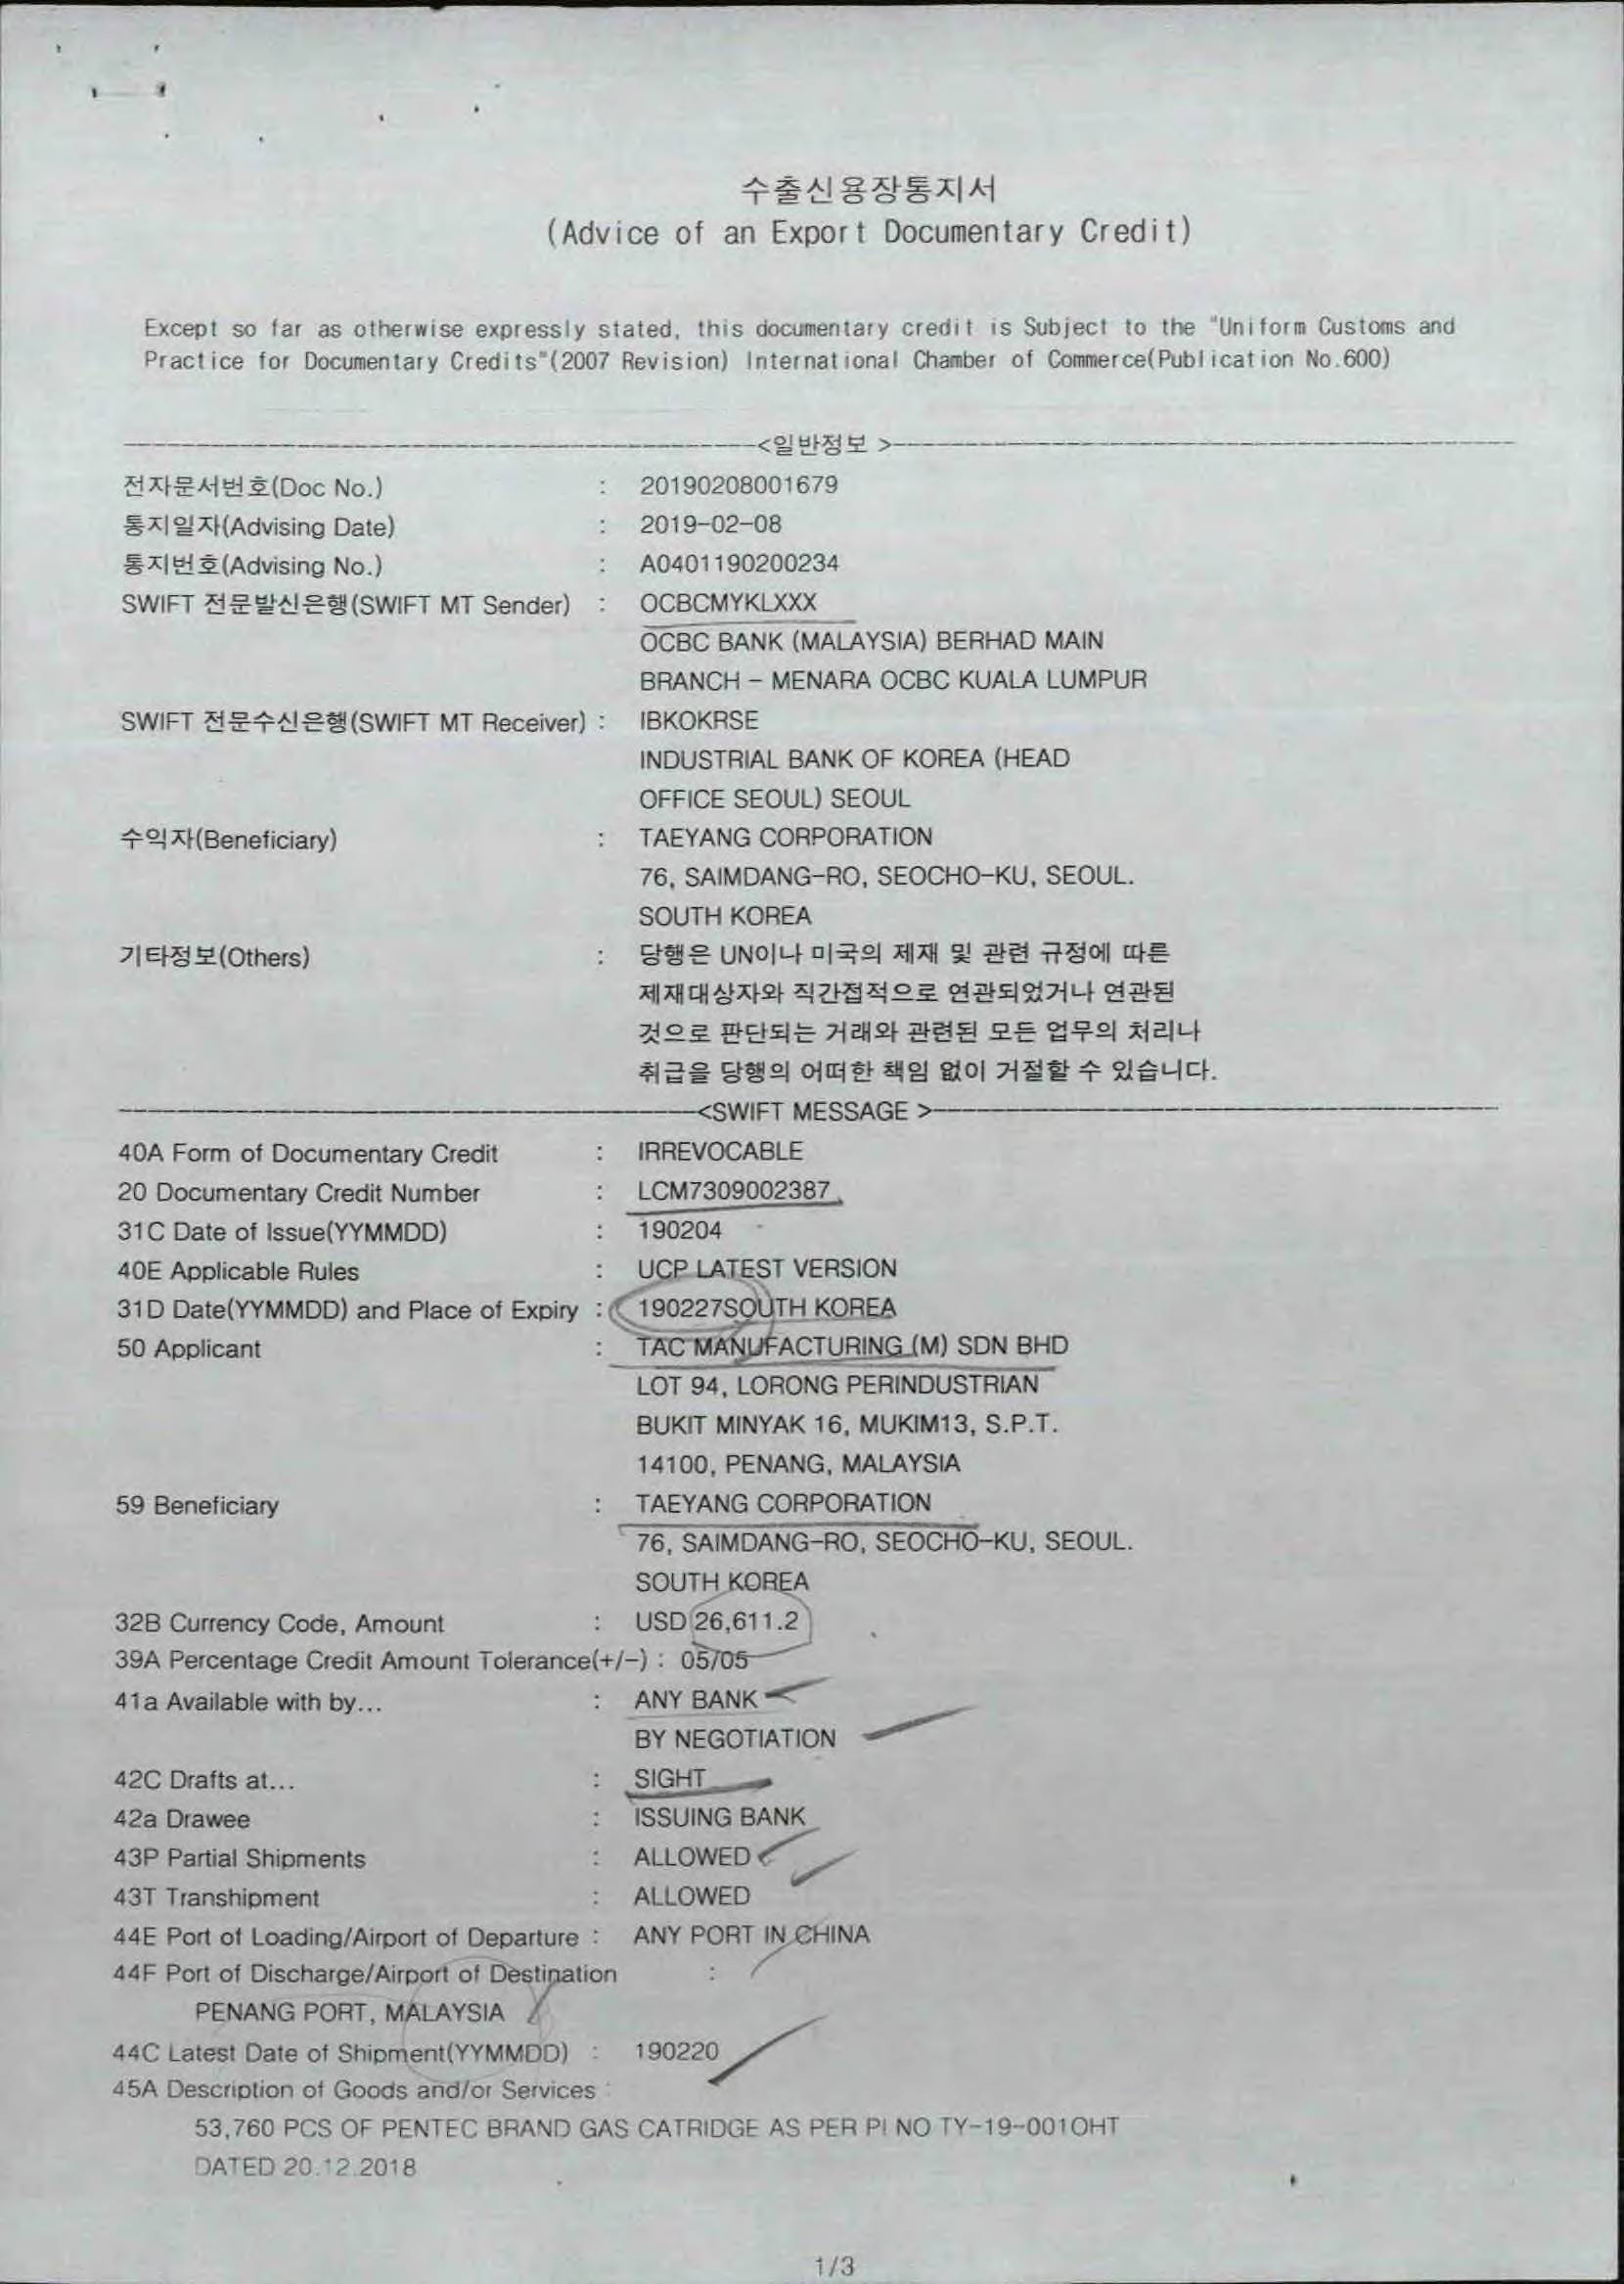 수출신용장통지서
(Advice of an Export Documentary Credit)
Except so far as otherwise expressly stated, this documentary credit is Subject to the "Uniform Customs and
Practice for Documentary Credits"(2007 Revision) International Chamber of Commerce(Publication No.600)
<일반정보 >
전자문서번호(Doc No.) : 20190208001679
통지일자(Advising Date) : 2019-02-08
통지번호(Advising No.) : A0401190200234
SWIFT 전문발신은행(SWIFT MT Sender) : OCBCMYKLXXX
OCBC BANK (MALAYSIA) BERHAD MAIN
BRANCH - MENARA OCBC KUALA LUMPUR
SWIFT 전문수신은행(SWIFT MT Receiver) : IBKOKRSE
INDUSTRIAL BANK OF KOREA (HEAD
OFFICE SEOUL) SEOUL
수익자(Beneficiary) : TAEYANG CORPORATION
76, SAIMDANG-RO, SEOCHO-KU, SEOUL.
SOUTH KOREA
기타정보(Others) : 당행은 UN이나 미국의 제재 및 관련 규정에 따른
제재대상자와 직간접적으로 연관되었거나 연관된
것으로 판단되는 거래와 관련된 모든 업무의 처리나
취급을 당행의 어떠한 책임 없이 거절할 수 있습니다.
<SWIFT MESSAGE >
40A Form of Documentary Credit : IRREVOCABLE
20 Documentary Credit Number : LCM7309002387
31C Date of Issue(YYMMDD) : 190204
40E Applicable Rules : UCP LATEST VERSION
31D Date(YYMMDD) and Place of Expiry : 190227SOUTH KOREA
50 Applicant : TAC MANUFACTURING (M) SDN BHD
LOT 94, LORONG PERINDUSTRIAN
BUKIT MINYAK 16, MUKIM13, S.P.T.
14100, PENANG, MALAYSIA
59 Beneficiary : TAEYANG CORPORATION
76, SAIMDANG-RO, SEOCHO-KU, SEOUL.
SOUTH KOREA
32B Currency Code, Amount : USD 26,611.2
39A Percentage Credit Amount Tolerance(+/-) : 05/05
41a Available with by... : ANY BANK
BY NEGOTIATION
42C Drafts at... : SIGHT
42a Drawee : ISSUING BANK
43P Partial Shipments : ALLOWED
43T Transhipment : ALLOWED
44E Port of Loading/Airport of Departure : ANY PORT IN CHINA
44F Port of Discharge/Airport of Destination :
PENANG PORT, MALAYSIA
44C Latest Date of Shipment(YYMMDD) : 190220
45A Description of Goods and/or Services :
53,760 PCS OF PENTEC BRAND GAS CATRIDGE AS PER PI NO TY-19-001OHT
DATED 20.12.2018
1/3